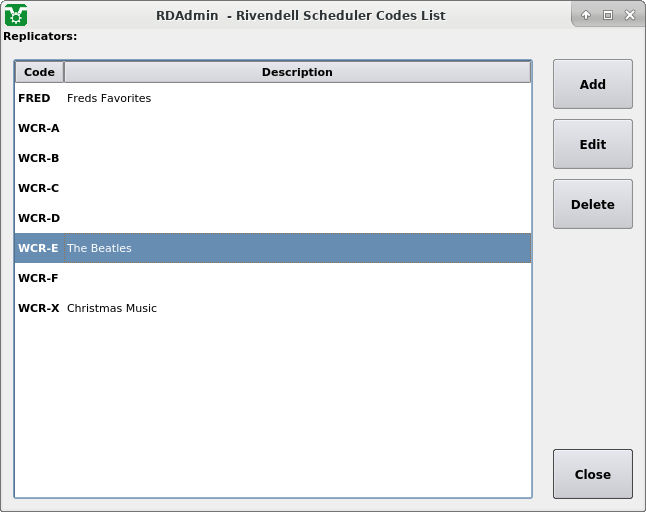 RDAdmin - Rivendell Scheduler Codes List
Replicators:
Code Description
FRED Freds Favorites
WCR-A
WCR-B
WCR-C
WCR-D
WCR-E The Beatles
WCR-F
WCR-X Christmas Music
Add
Edit
Delete
Close